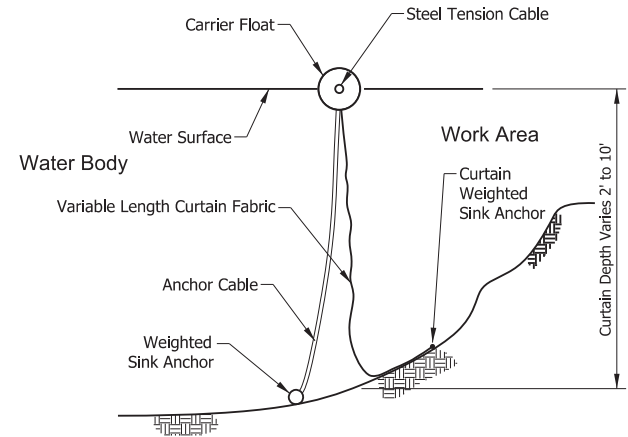 Steel Tension Cable
Carrier Float
Water Surface
Work Area
Water Body
Curtain
Weighted
Sink Anchor
Variable Length Curtain Fabric
Anchor Cable
Weighted
Sink Anchor
Curtain Depth Varies 2' to 10'